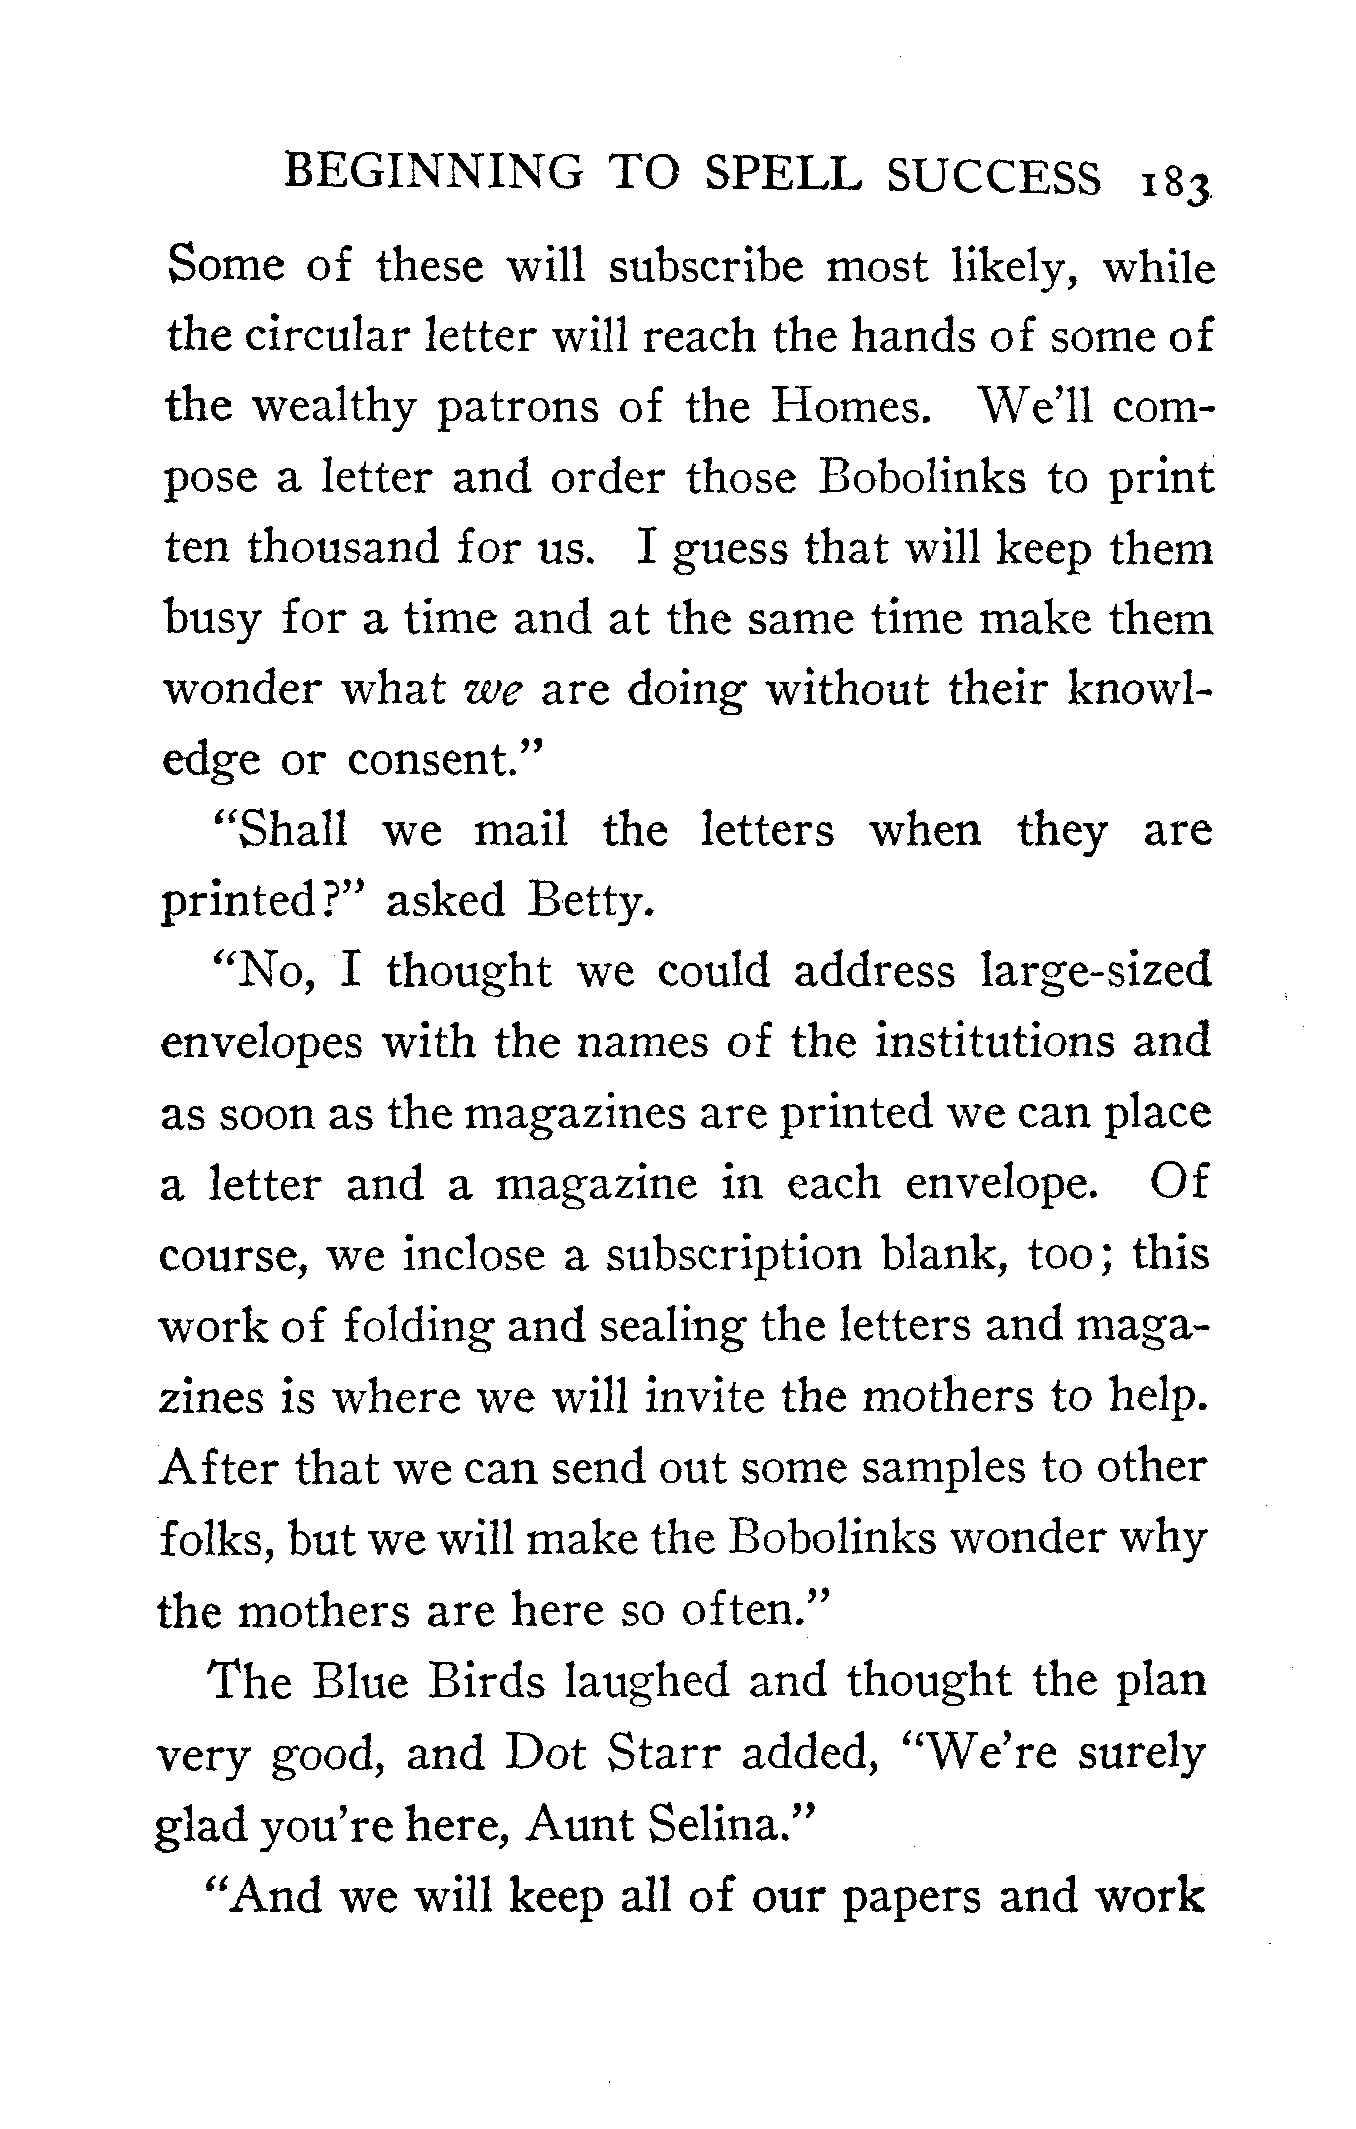 BEGINNING TO SPELL SUCCESS 183
Some of these will subscribe most likely, while
the circular letter will reach the hands of some of
the wealthy patrons of the Homes. We'll com-
pose a letter and order those Bobolinks to print
ten thousand for us. I guess that will keep them
busy for a time and at the same time make them
wonder what we are doing without their knowl-
edge or consent."
"Shall we mail the letters when they are
printed?" asked Betty.
"No, I thought we could address large-sized
envelopes with the names of the institutions and
as soon as the magazines are printed we can place
a letter and a magazine in each envelope. Of
course, we inclose a subscription blank, too; this
work of folding and sealing the letters and maga-
zines is where we will invite the mothers to help.
After that we can send out some samples to other
folks, but we will make the Bobolinks wonder why
the mothers are here so often."
The Blue Birds laughed and thought the plan
very good, and Dot Starr added, "We're surely
glad you're here, Aunt Selina."
"And we will keep all of our papers and work